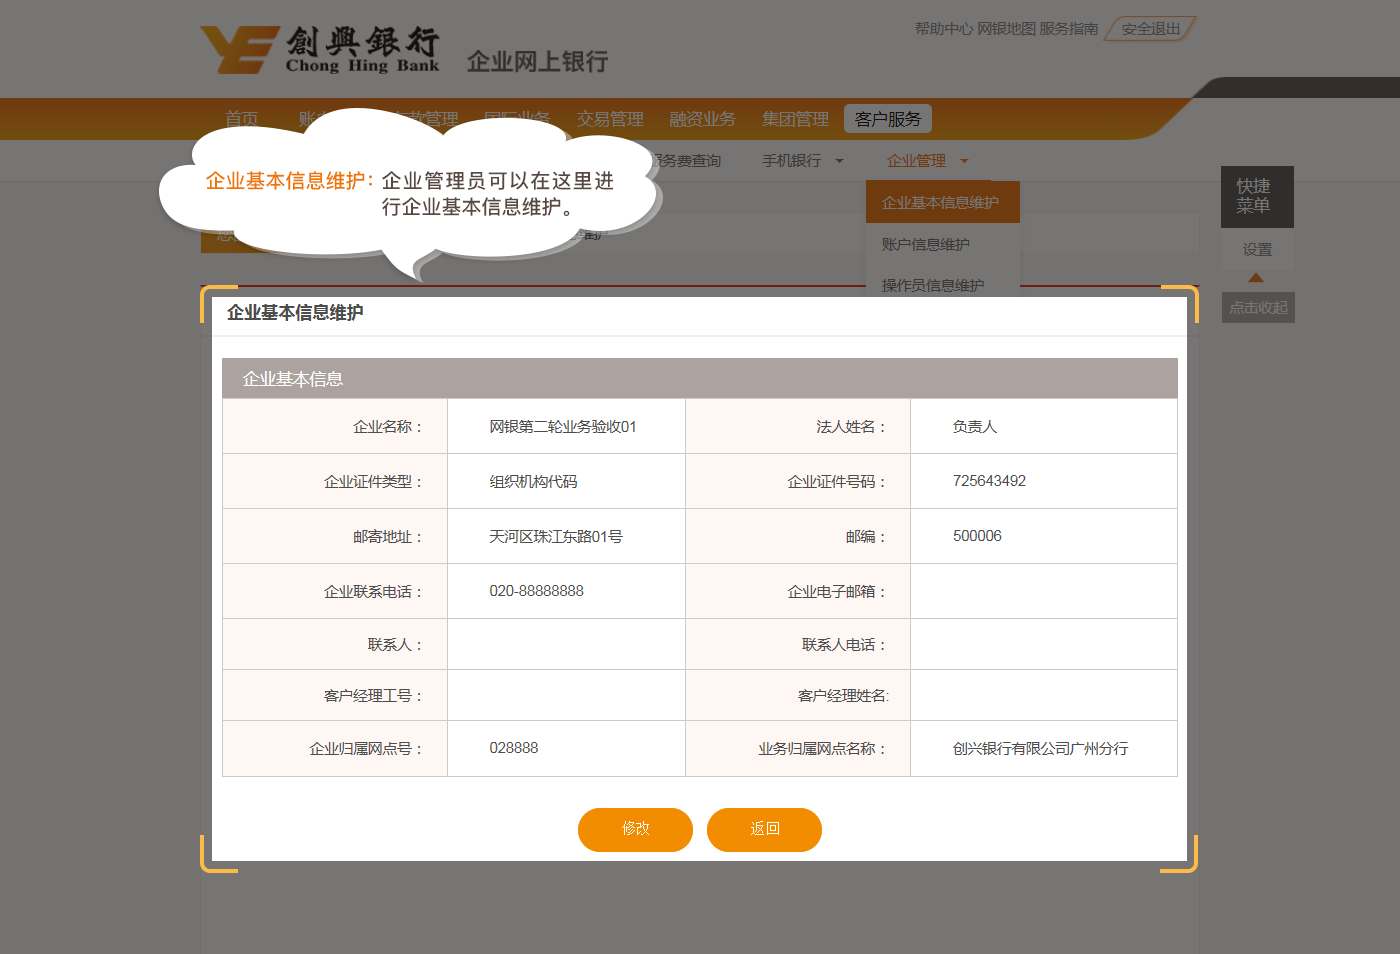 創興銀行
Chong Hing Bank
企业网上银行
帮助中心 网银地图 服务指南 安全退出
首页 账 款管理 国际业务 交易管理 融资业务 集团管理 客户服务
服务费查询 手机银行 企业管理
企业基本信息维护：企业管理员可以在这里进
行企业基本信息维护。
企业基本信息维护
账户信息维护
操作员信息维护
快捷
菜单
设置
点击收起
企业基本信息维护
企业基本信息
企业名称： 网银第二轮业务验收01 法人姓名： 负责人
企业证件类型： 组织机构代码 企业证件号码： 725643492
邮寄地址： 天河区珠江东路01号 邮编： 500006
企业联系电话： 020-88888888 企业电子邮箱：
联系人： 联系人电话：
客户经理工号： 客户经理姓名:
企业归属网点号： 028888 业务归属网点名称： 创兴银行有限公司广州分行
修改 返回